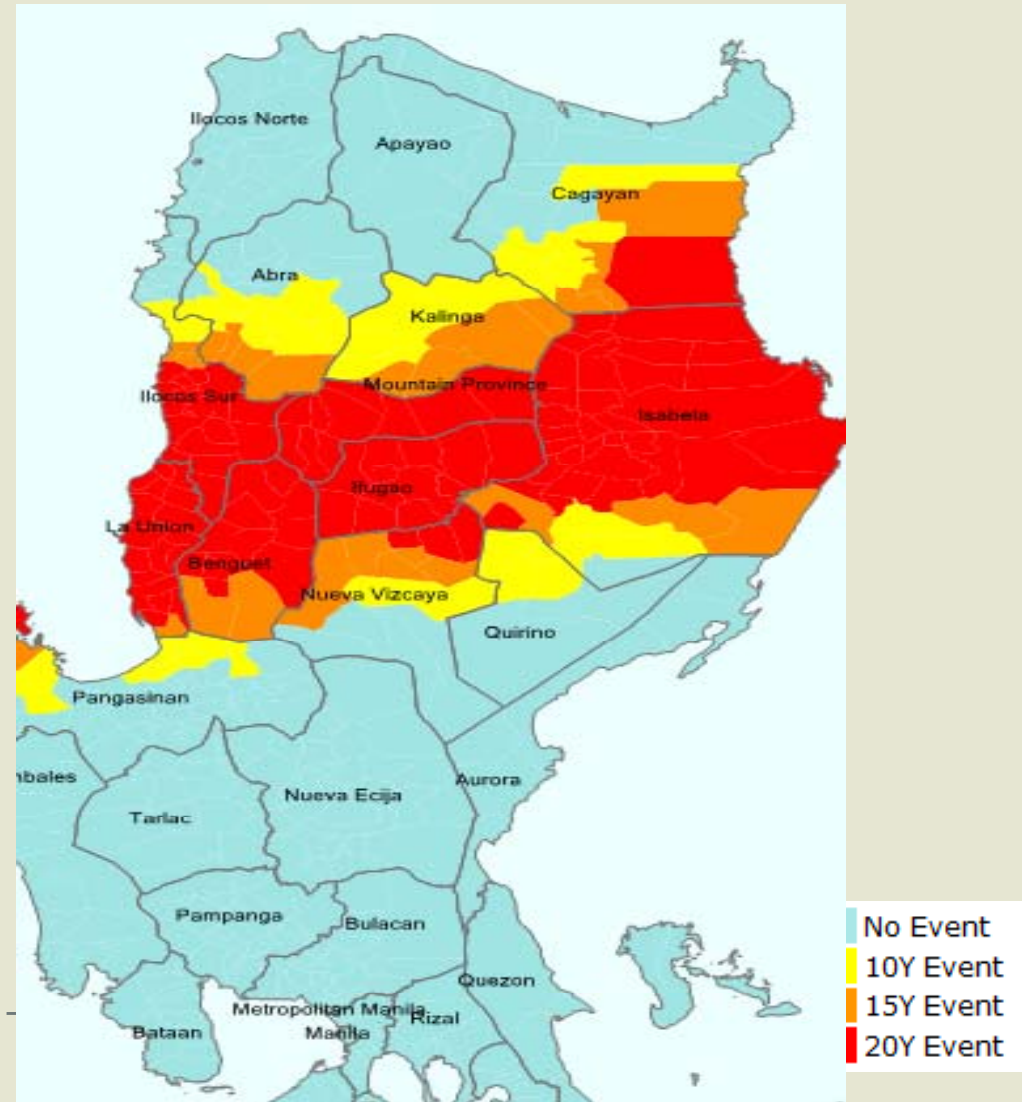 Ilocos Norte
Apayao
Cagayan
Abra
Kalinga
Mountain Province
Ilocos Sur
Isabela
Ifugao
La Union
Benguet
Nueva Vizcaya
Quirino
Pangasinan
mbales
Aurora
Nueva Ecija
Tarlac
Pampanga
Bulacan
Quezon
Metropolitan Manila
Rizal
Manila
Bataan
No Event
10Y Event
15Y Event
20Y Event